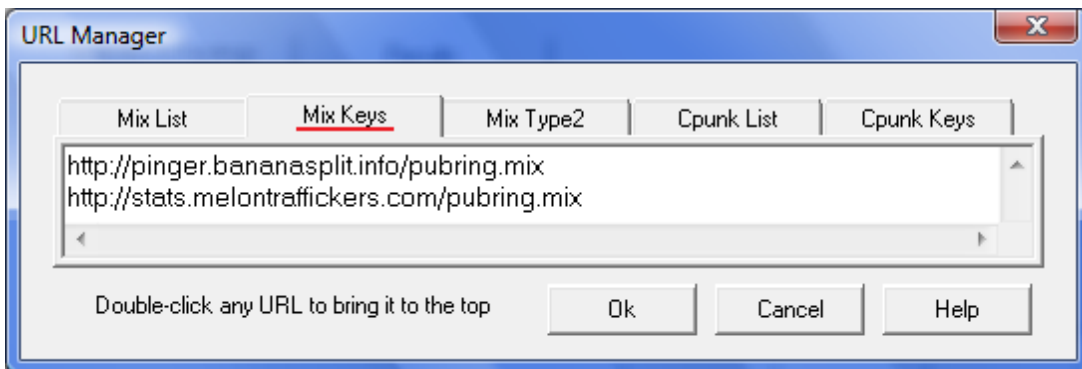 URL Manager
Mix List Mix Keys Mix Type2 Cpunk List Cpunk Keys
http://pinger.bananasplit.info/pubring.mix
http://stats.melontraffickers.com/pubring.mix
Double-click any URL to bring it to the top Ok Cancel Help